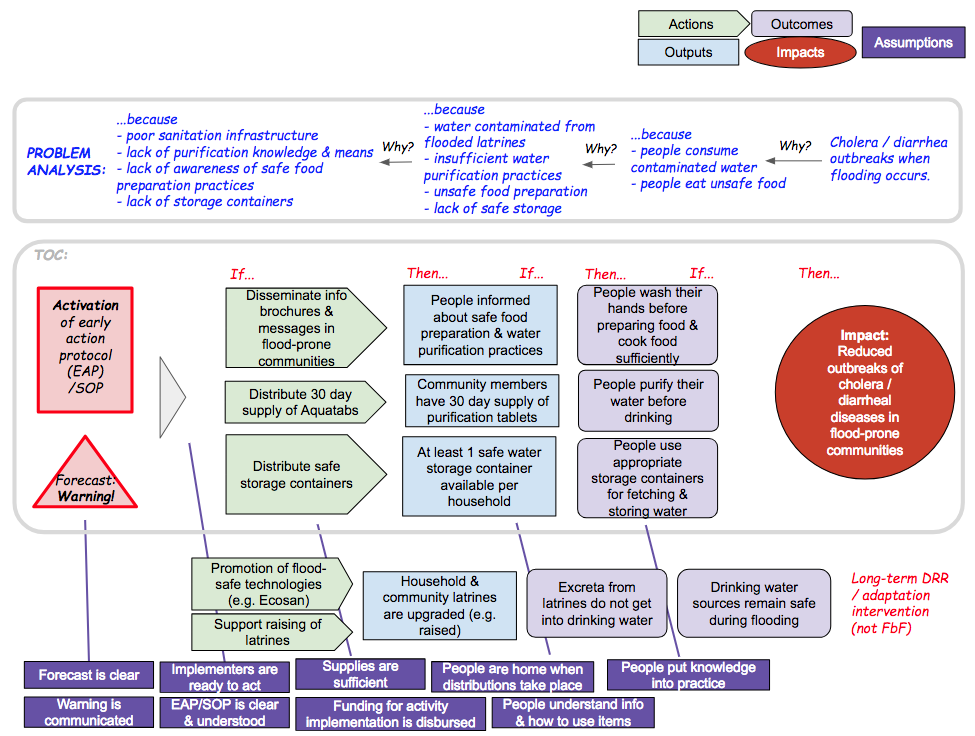 Actions
Outcomes
Assumptions
Outputs
Impacts
PROBLEM
ANALYSIS:
...because
- poor sanitation infrastructure
- lack of purification knowledge & means
- lack of awareness of safe food
preparation practices
- lack of storage containers
Why?
...because
- water contaminated from
flooded latrines
- insufficient water
purification practices
- unsafe food preparation
- lack of safe storage
Why?
...because
- people consume
contaminated water
- people eat unsafe food
Why?
Cholera / diarrhea
outbreaks when
flooding occurs.
TOC:
If...
Then...
If...
Then...
If...
Then...
Activation
of early
action
protocol
(EAP)
/SOP
Forecast:
Warning!
Disseminate info
brochures &
messages in
flood-prone
communities
People informed
about safe food
preparation & water
purification practices
People wash their
hands before
preparing food &
cook food
sufficiently
Distribute 30 day
supply of Aquatabs
Community members
have 30 day supply of
purification tablets
People purify their
water before
drinking
Distribute safe
storage containers
At least 1 safe water
storage container
available per
household
People use
appropriate
storage containers
for fetching &
storing water
Impact:
Reduced
outbreaks of
cholera /
diarrheal
diseases in
flood-prone
communities
Promotion of flood-
safe technologies
(e.g. Ecosan)
Support raising of
latrines
Household &
community latrines
are upgraded (e.g.
raised)
Excreta from
latrines do not get
into drinking water
Drinking water
sources remain safe
during flooding
Long-term DRR
/ adaptation
intervention
(not FbF)
Forecast is clear
Implementers are
ready to act
Supplies are
sufficient
People are home when
distributions take place
People put knowledge
into practice
Warning is
communicated
EAP/SOP is clear
& understood
Funding for activity
implementation is disbursed
People understand info
& how to use items